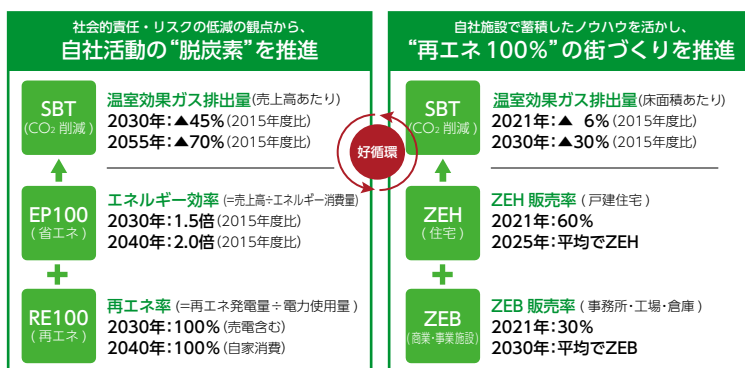 社会的責任・リスクの低減の観点から、
自社活動の“脱炭素”を推進
SBT
(CO₂ 削減)
温室効果ガス排出量(売上高あたり)
2030年:▲45%(2015年度比)
2055年:▲70%(2015年度比)
EP100
(省エネ)
エネルギー効率(=売上高÷エネルギー消費量)
2030年:1.5倍(2015年度比)
2040年:2.0倍(2015年度比)
RE100
(再エネ)
再エネ率(=再エネ発電量÷電力使用量)
2030年:100%(売電含む)
2040年:100%(自家消費)
好循環
自社施設で蓄積したノウハウを活かし、
“再エネ100%”の街づくりを推進
SBT
(CO₂ 削減)
温室効果ガス排出量(床面積あたり)
2021年:▲ 6%(2015年度比)
2030年:▲30%(2015年度比)
ZEH
(住宅)
ZEH 販売率(戸建住宅)
2021年:60%
2025年:平均でZEH
ZEB
(商業・事業施設)
ZEB 販売率(事務所・工場・倉庫)
2021年:30%
2030年:平均でZEB